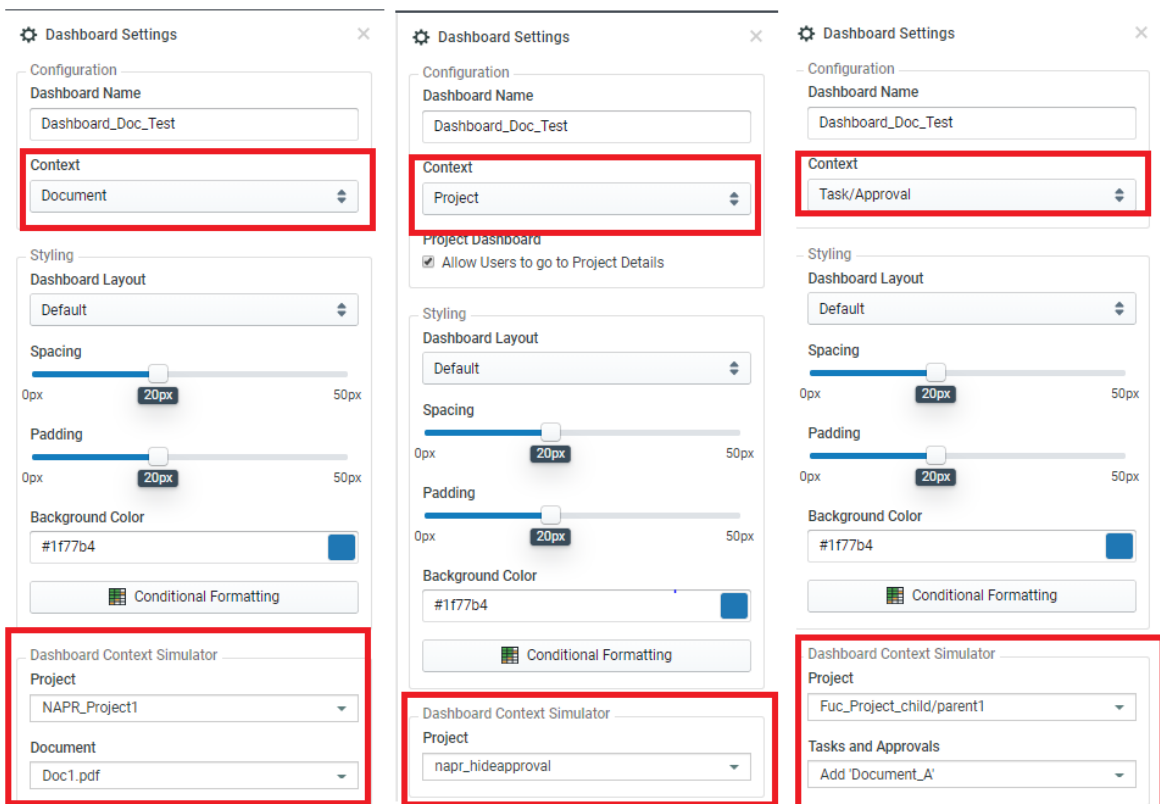 Dashboard Settings
Configuration
Dashboard Name
Dashboard_Doc_Test
Context
Document
Styling
Dashboard Layout
Default
Spacing
0px 20px 50px
Padding
0px 20px 50px
Background Color
#1f77b4
Conditional Formatting
Dashboard Context Simulator
Project
NAPR_Project1
Document
Doc1.pdf
Dashboard Settings
Configuration
Dashboard Name
Dashboard_Doc_Test
Context
Project
Project Dashboard
Allow Users to go to Project Details
Styling
Dashboard Layout
Default
Spacing
0px 20px 50px
Padding
0px 20px 50px
Background Color
#1f77b4
Conditional Formatting
Dashboard Context Simulator
Project
napr_hideapproval
Dashboard Settings
Configuration
Dashboard Name
Dashboard_Doc_Test
Context
Task/Approval
Styling
Dashboard Layout
Default
Spacing
0px 20px 50px
Padding
0px 20px 50px
Background Color
#1f77b4
Conditional Formatting
Dashboard Context Simulator
Project
Fuc_Project_child/parent1
Tasks and Approvals
Add 'Document_A'